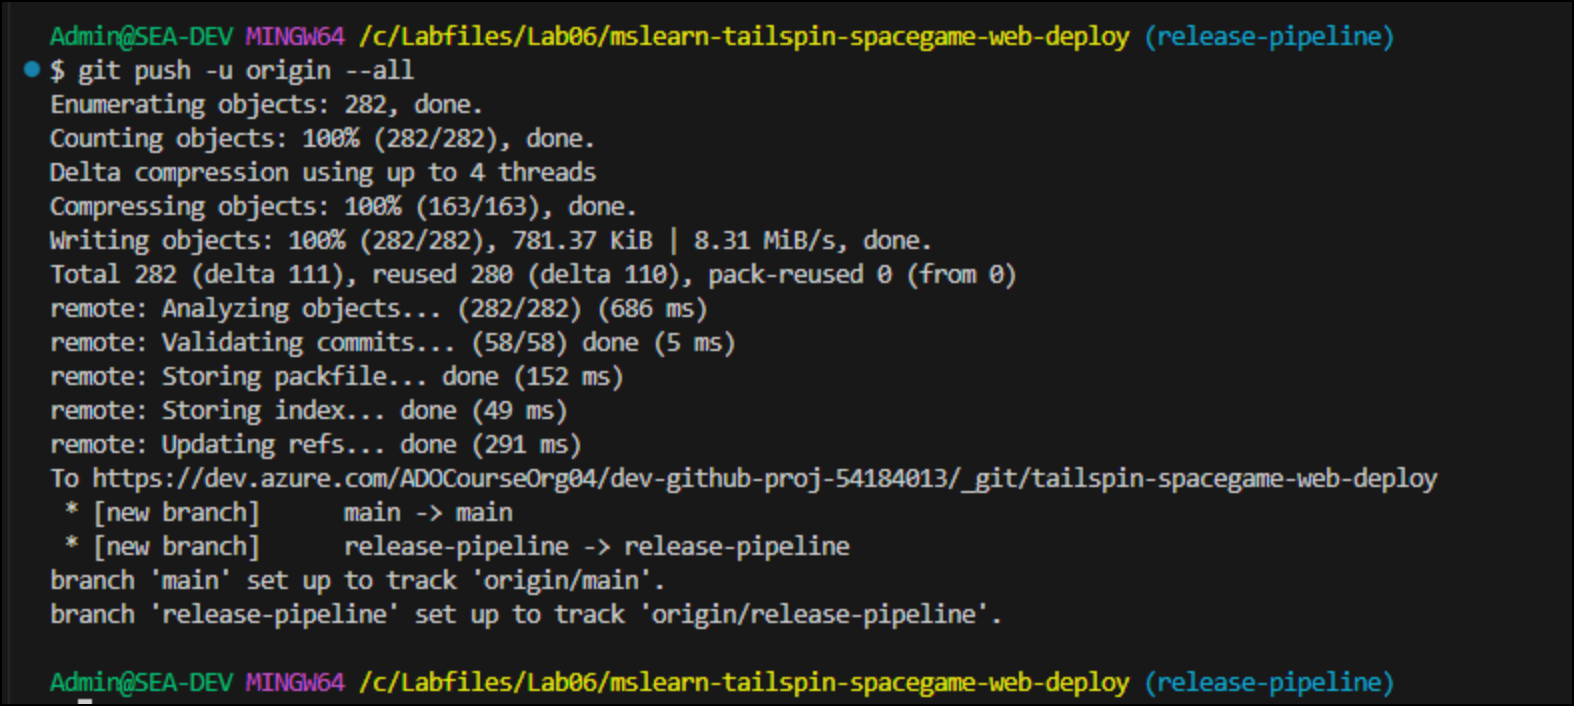 Admin@SEA-DEV MINGW64 /c/Labfiles/Lab06/mslearn-tailspin-spacegame-web-deploy (release-pipeline)
$ git push -u origin --all
Enumerating objects: 282, done.
Counting objects: 100% (282/282), done.
Delta compression using up to 4 threads
Compressing objects: 100% (163/163), done.
Writing objects: 100% (282/282), 781.37 KiB | 8.31 MiB/s, done.
Total 282 (delta 111), reused 280 (delta 110), pack-reused 0 (from 0)
remote: Analyzing objects... (282/282) (686 ms)
remote: Validating commits... (58/58) done (5 ms)
remote: Storing packfile... done (152 ms)
remote: Storing index... done (49 ms)
remote: Updating refs... done (291 ms)
To https://dev.azure.com/ADOCourseOrg04/dev-github-proj-54184013/_git/tailspin-spacegame-web-deploy
 * [new branch]      main -> main
 * [new branch]      release-pipeline -> release-pipeline
branch 'main' set up to track 'origin/main'.
branch 'release-pipeline' set up to track 'origin/release-pipeline'.
Admin@SEA-DEV MINGW64 /c/Labfiles/Lab06/mslearn-tailspin-spacegame-web-deploy (release-pipeline)